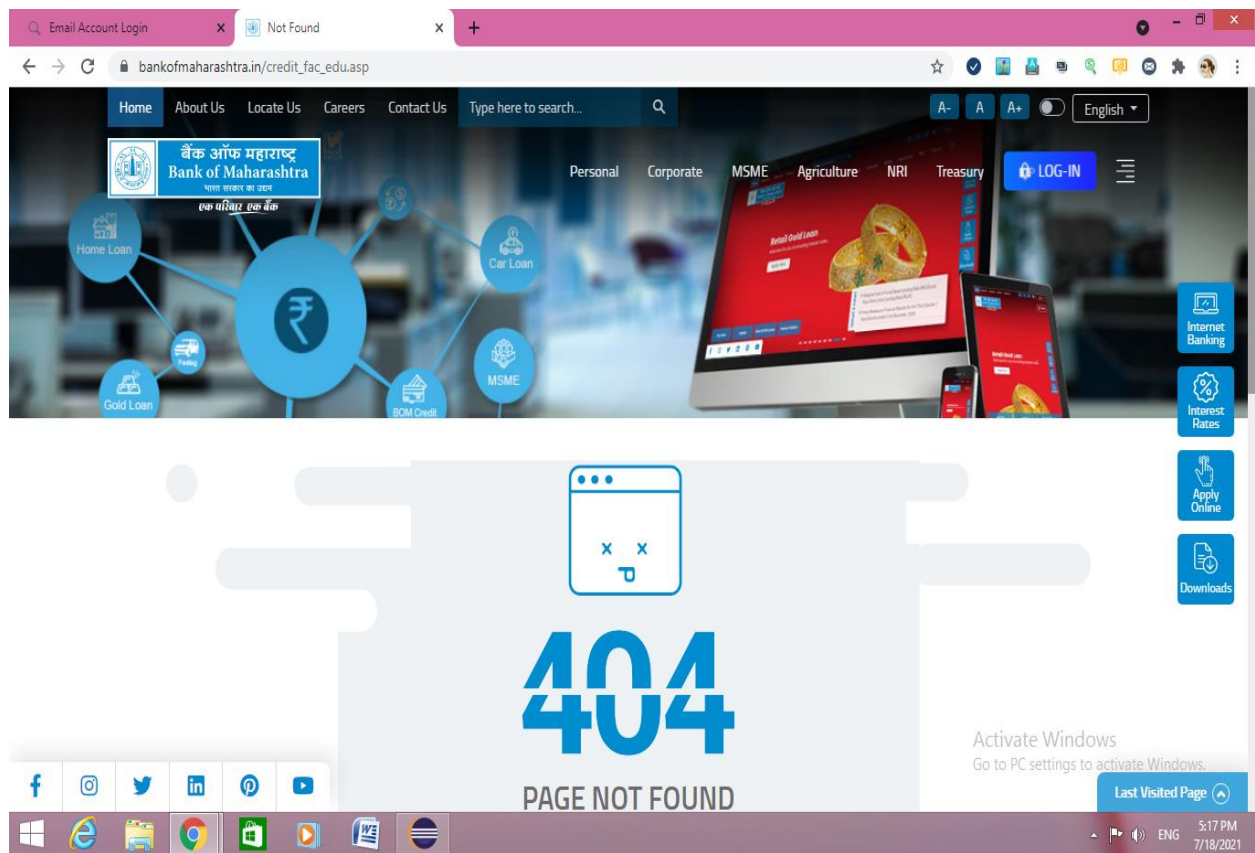 Email Account Login
Not Found
bankofmaharashtra.in/credit_fac_edu.asp
Home About Us Locate Us Careers Contact Us Type here to search... A- A A+ English
बैंक ऑफ महाराष्ट्र
Bank of Maharashtra
भारत सरकार का उद्यम
एक परिवार एक बैंक
Personal Corporate MSME Agriculture NRI Treasury LOG-IN
Home Loan
Car Loan
Retail Gold Loan
Fastag
MSME
Gold Loan
BOM Credit
Internet
Banking
Interest
Rates
Apply
Online
Downloads
404
PAGE NOT FOUND
Activate Windows
Go to PC settings to activate Windows.
Last Visited Page
ENG
5:17 PM
7/18/2021